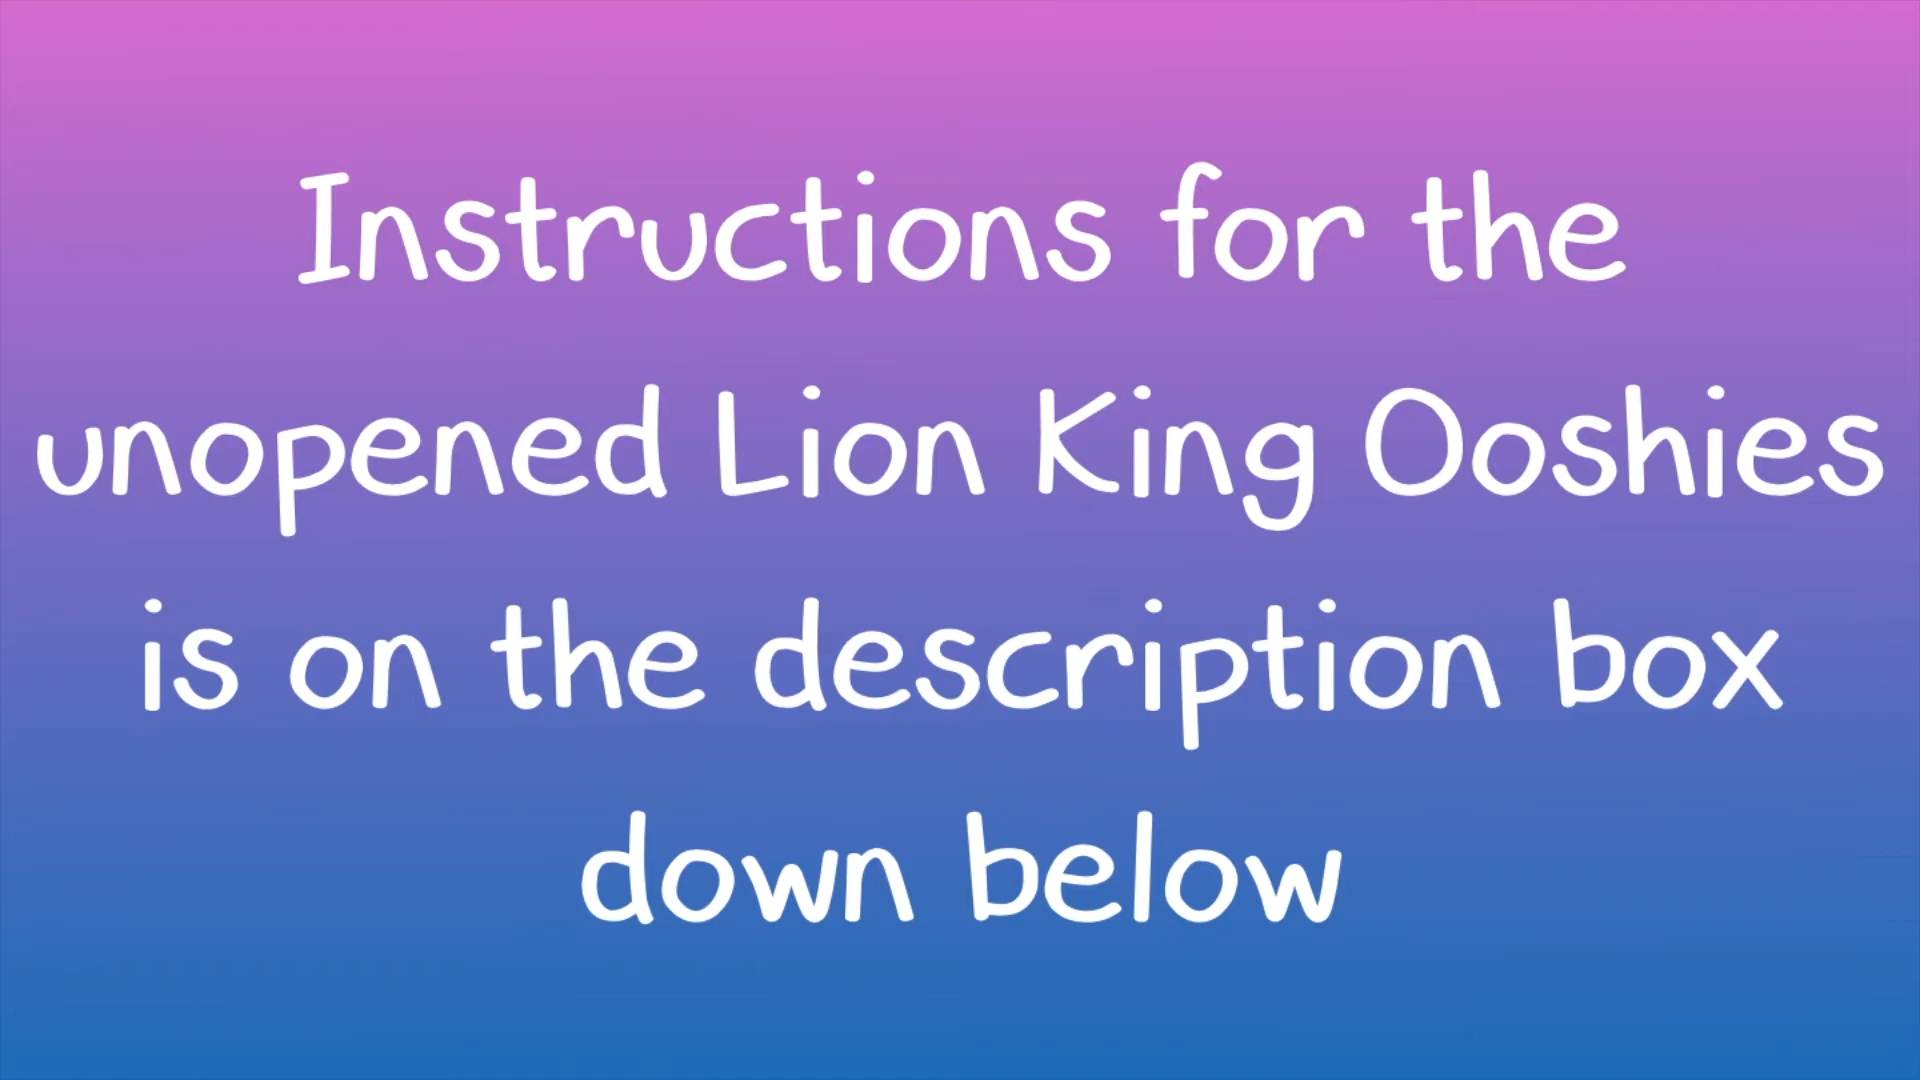 Instructions for the
unopened Lion King Ooshies
is on the description box
down below